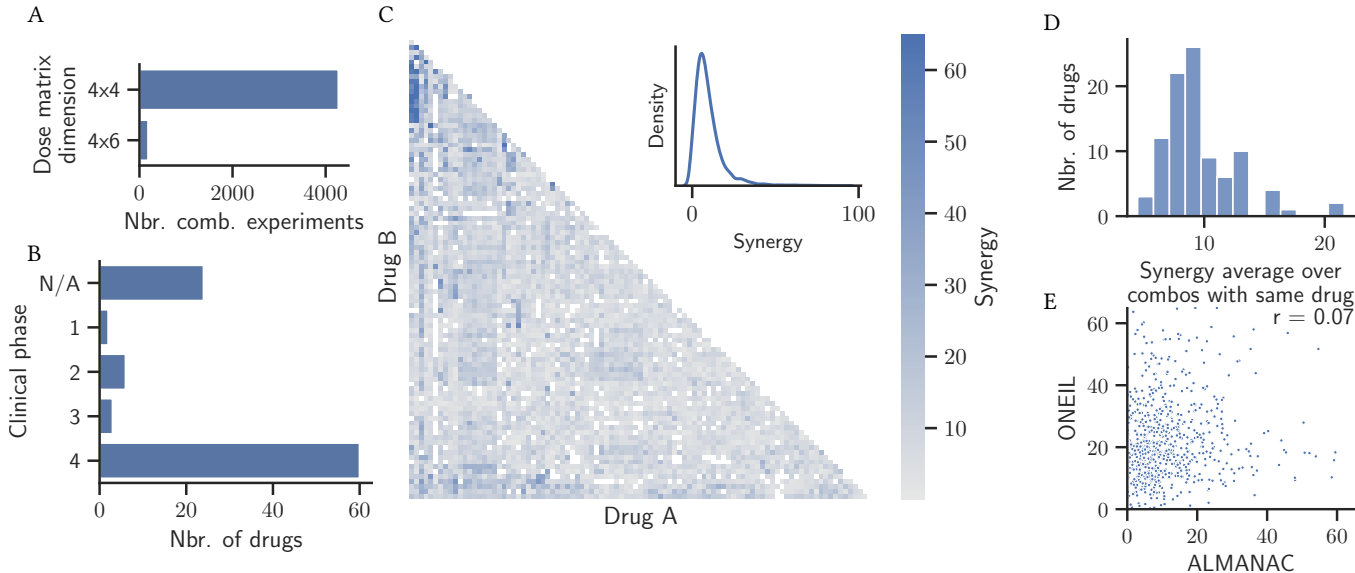 A
Dose matrix
dimension
4x4
4x6
0
2000
4000
Nbr. comb. experiments
B
Clinical phase
N/A
1
2
3
4
0
20
40
60
Nbr. of drugs
C
Drug B
Drug A
Density
0
100
Synergy
60
50
40
30
20
10
Synergy
D
Nbr. of drugs
20
10
0
10
20
Synergy average over
combos with same drug
E
r = 0.07
ONEIL
60
40
20
0
0
20
40
60
ALMANAC